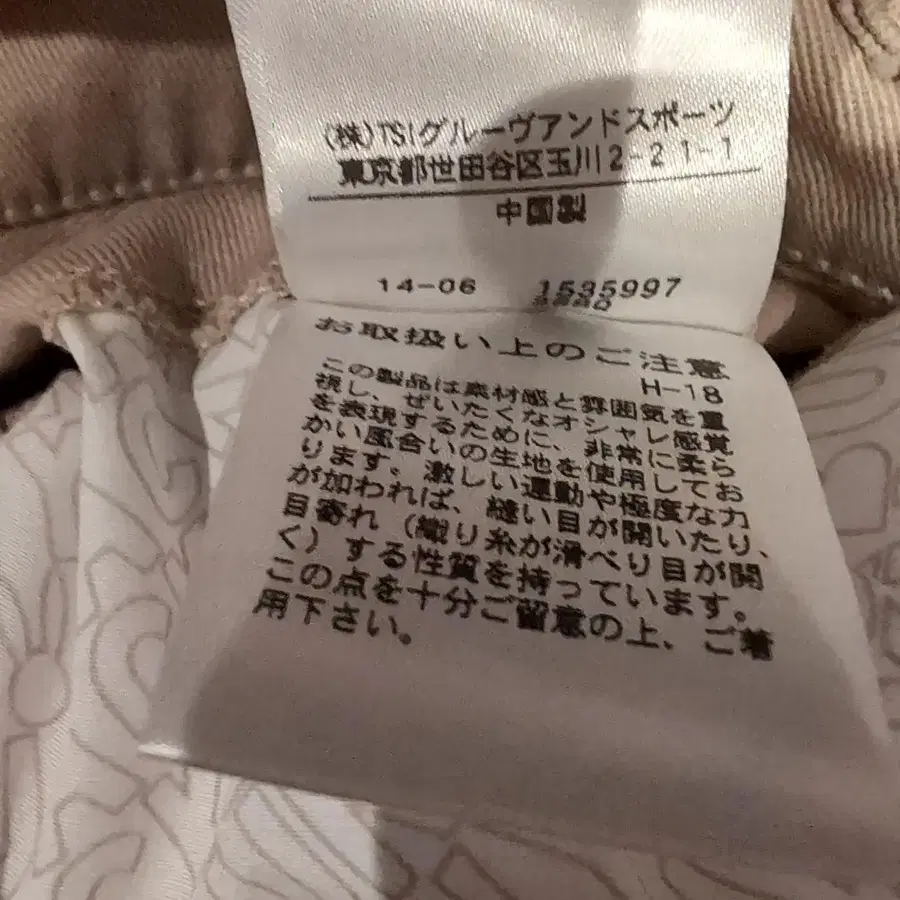 (株)TSIグルーヴアンドスポーツ
東京都世田谷区玉川2-21-1
中国製
14-06 1535997
お取扱い上のご注意
H-18
この製品は素材感と雰囲気を重
視し、ぜいたくなオシャレ感覚
を表現するために、非常に柔ら
かい風合いの生地を使用してお
ります。激しい運動や極度な力
が加われば、縫い目が開いたり、
目寄れ（織り糸が滑べり目が開
く）する性質を持っています。
この点を十分ご留意の上、ご着
用下さい。